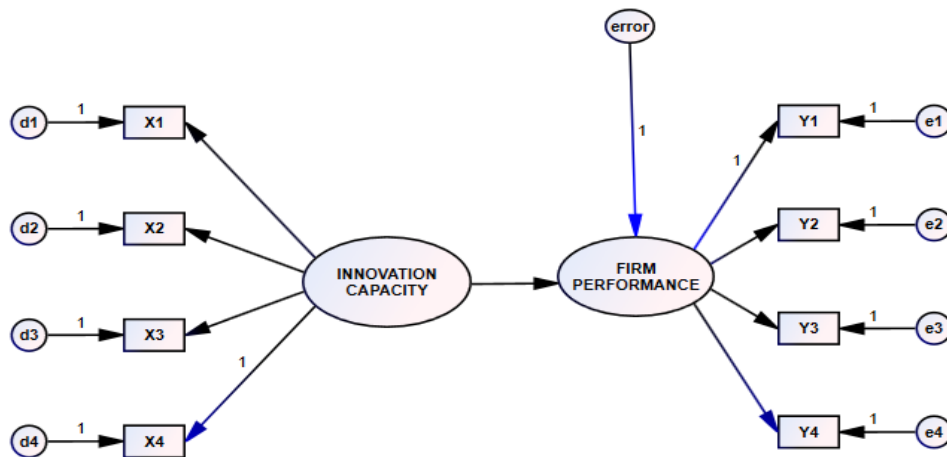 error
d1 1 X1
Y1 1 e1
1
1
d2 1 X2
Y2 1 e2
INNOVATION
CAPACITY
FIRM
PERFORMANCE
d3 1 X3
Y3 1 e3
1
d4 1 X4
Y4 1 e4